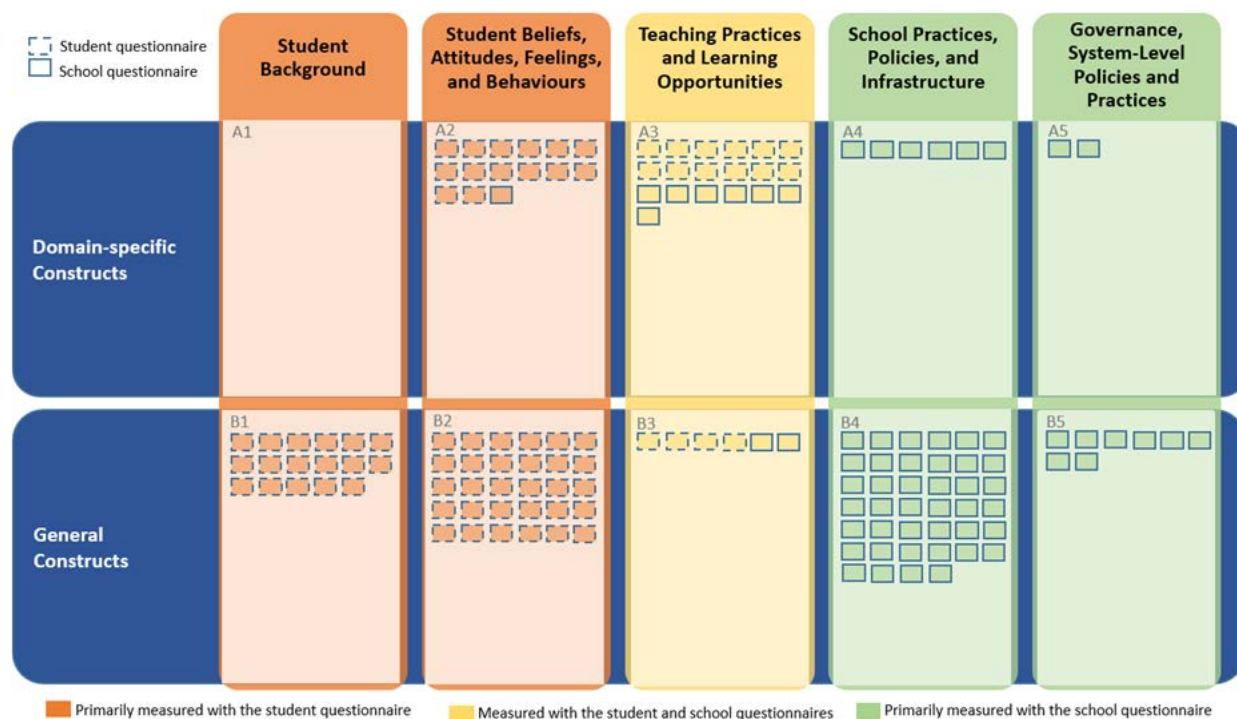 Student questionnaire
School questionnaire
Student
Background
Student Beliefs,
Attitudes, Feelings,
and Behaviours
Teaching Practices
and Learning
Opportunities
School Practices,
Policies, and
Infrastructure
Governance,
System-Level
Policies and
Practices
Domain-specific
Constructs
A1
A2
A3
A4
A5
General
Constructs
B1
B2
B3
B4
B5
Primarily measured with the student questionnaire
Measured with the student and school questionnaires
Primarily measured with the school questionnaire